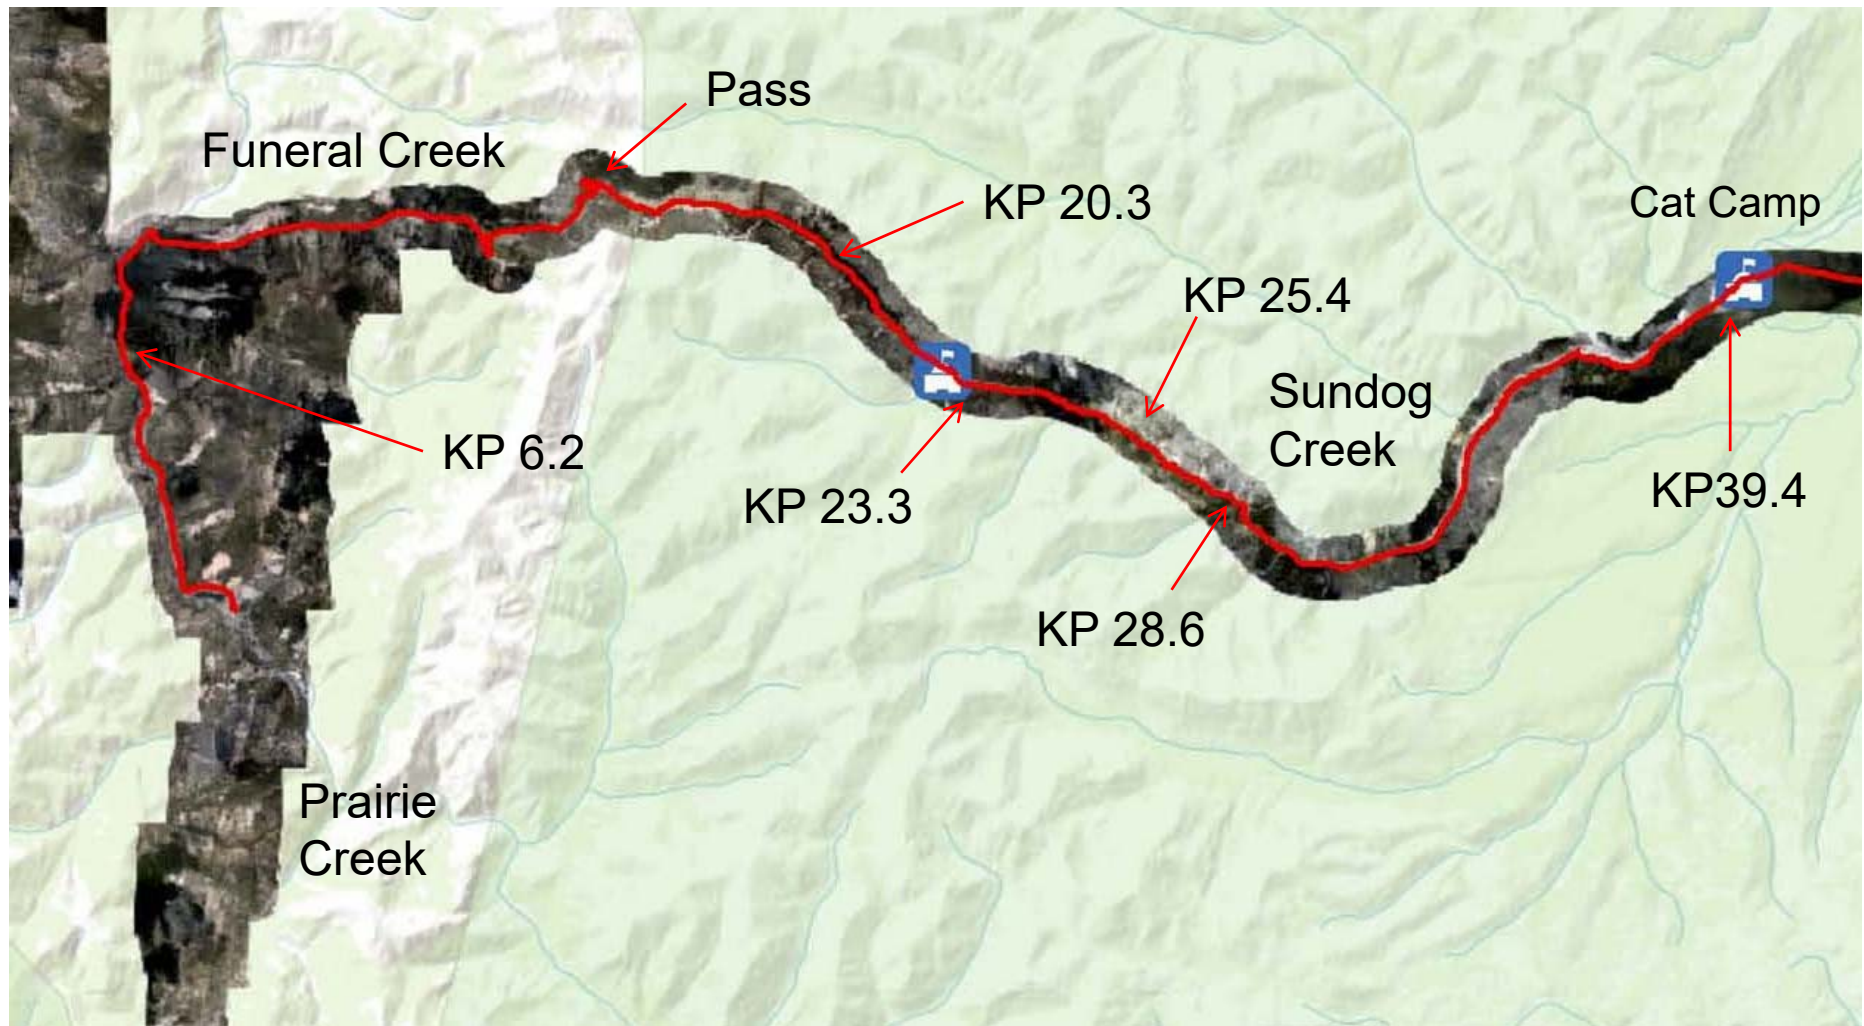 Pass
Funeral Creek
KP 20.3
Cat Camp
KP 25.4
Sundog
Creek
KP 6.2
KP 23.3
KP39.4
KP 28.6
Prairie
Creek